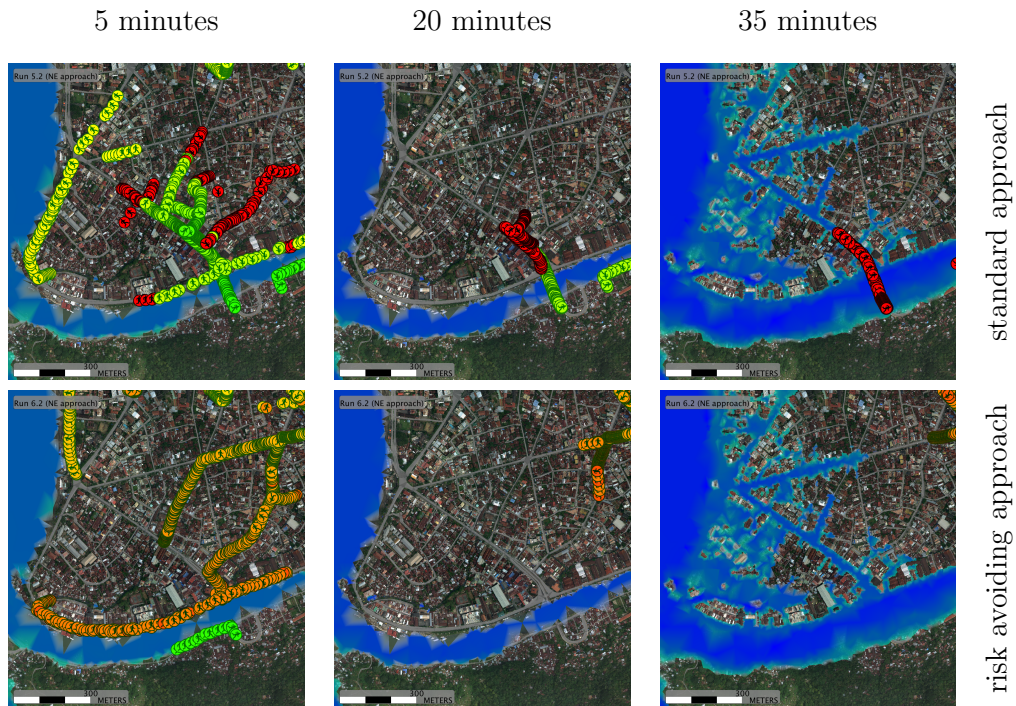 5 minutes 20 minutes 35 minutes
Run 5.2 (NE approach) Run 5.2 (NE approach) Run 5.2 (NE approach)
standard approach
300 300 300
METERS METERS METERS
Run 6.2 (NE approach) Run 6.2 (NE approach) Run 6.2 (NE approach)
risk avoiding approach
300 300 300
METERS METERS METERS